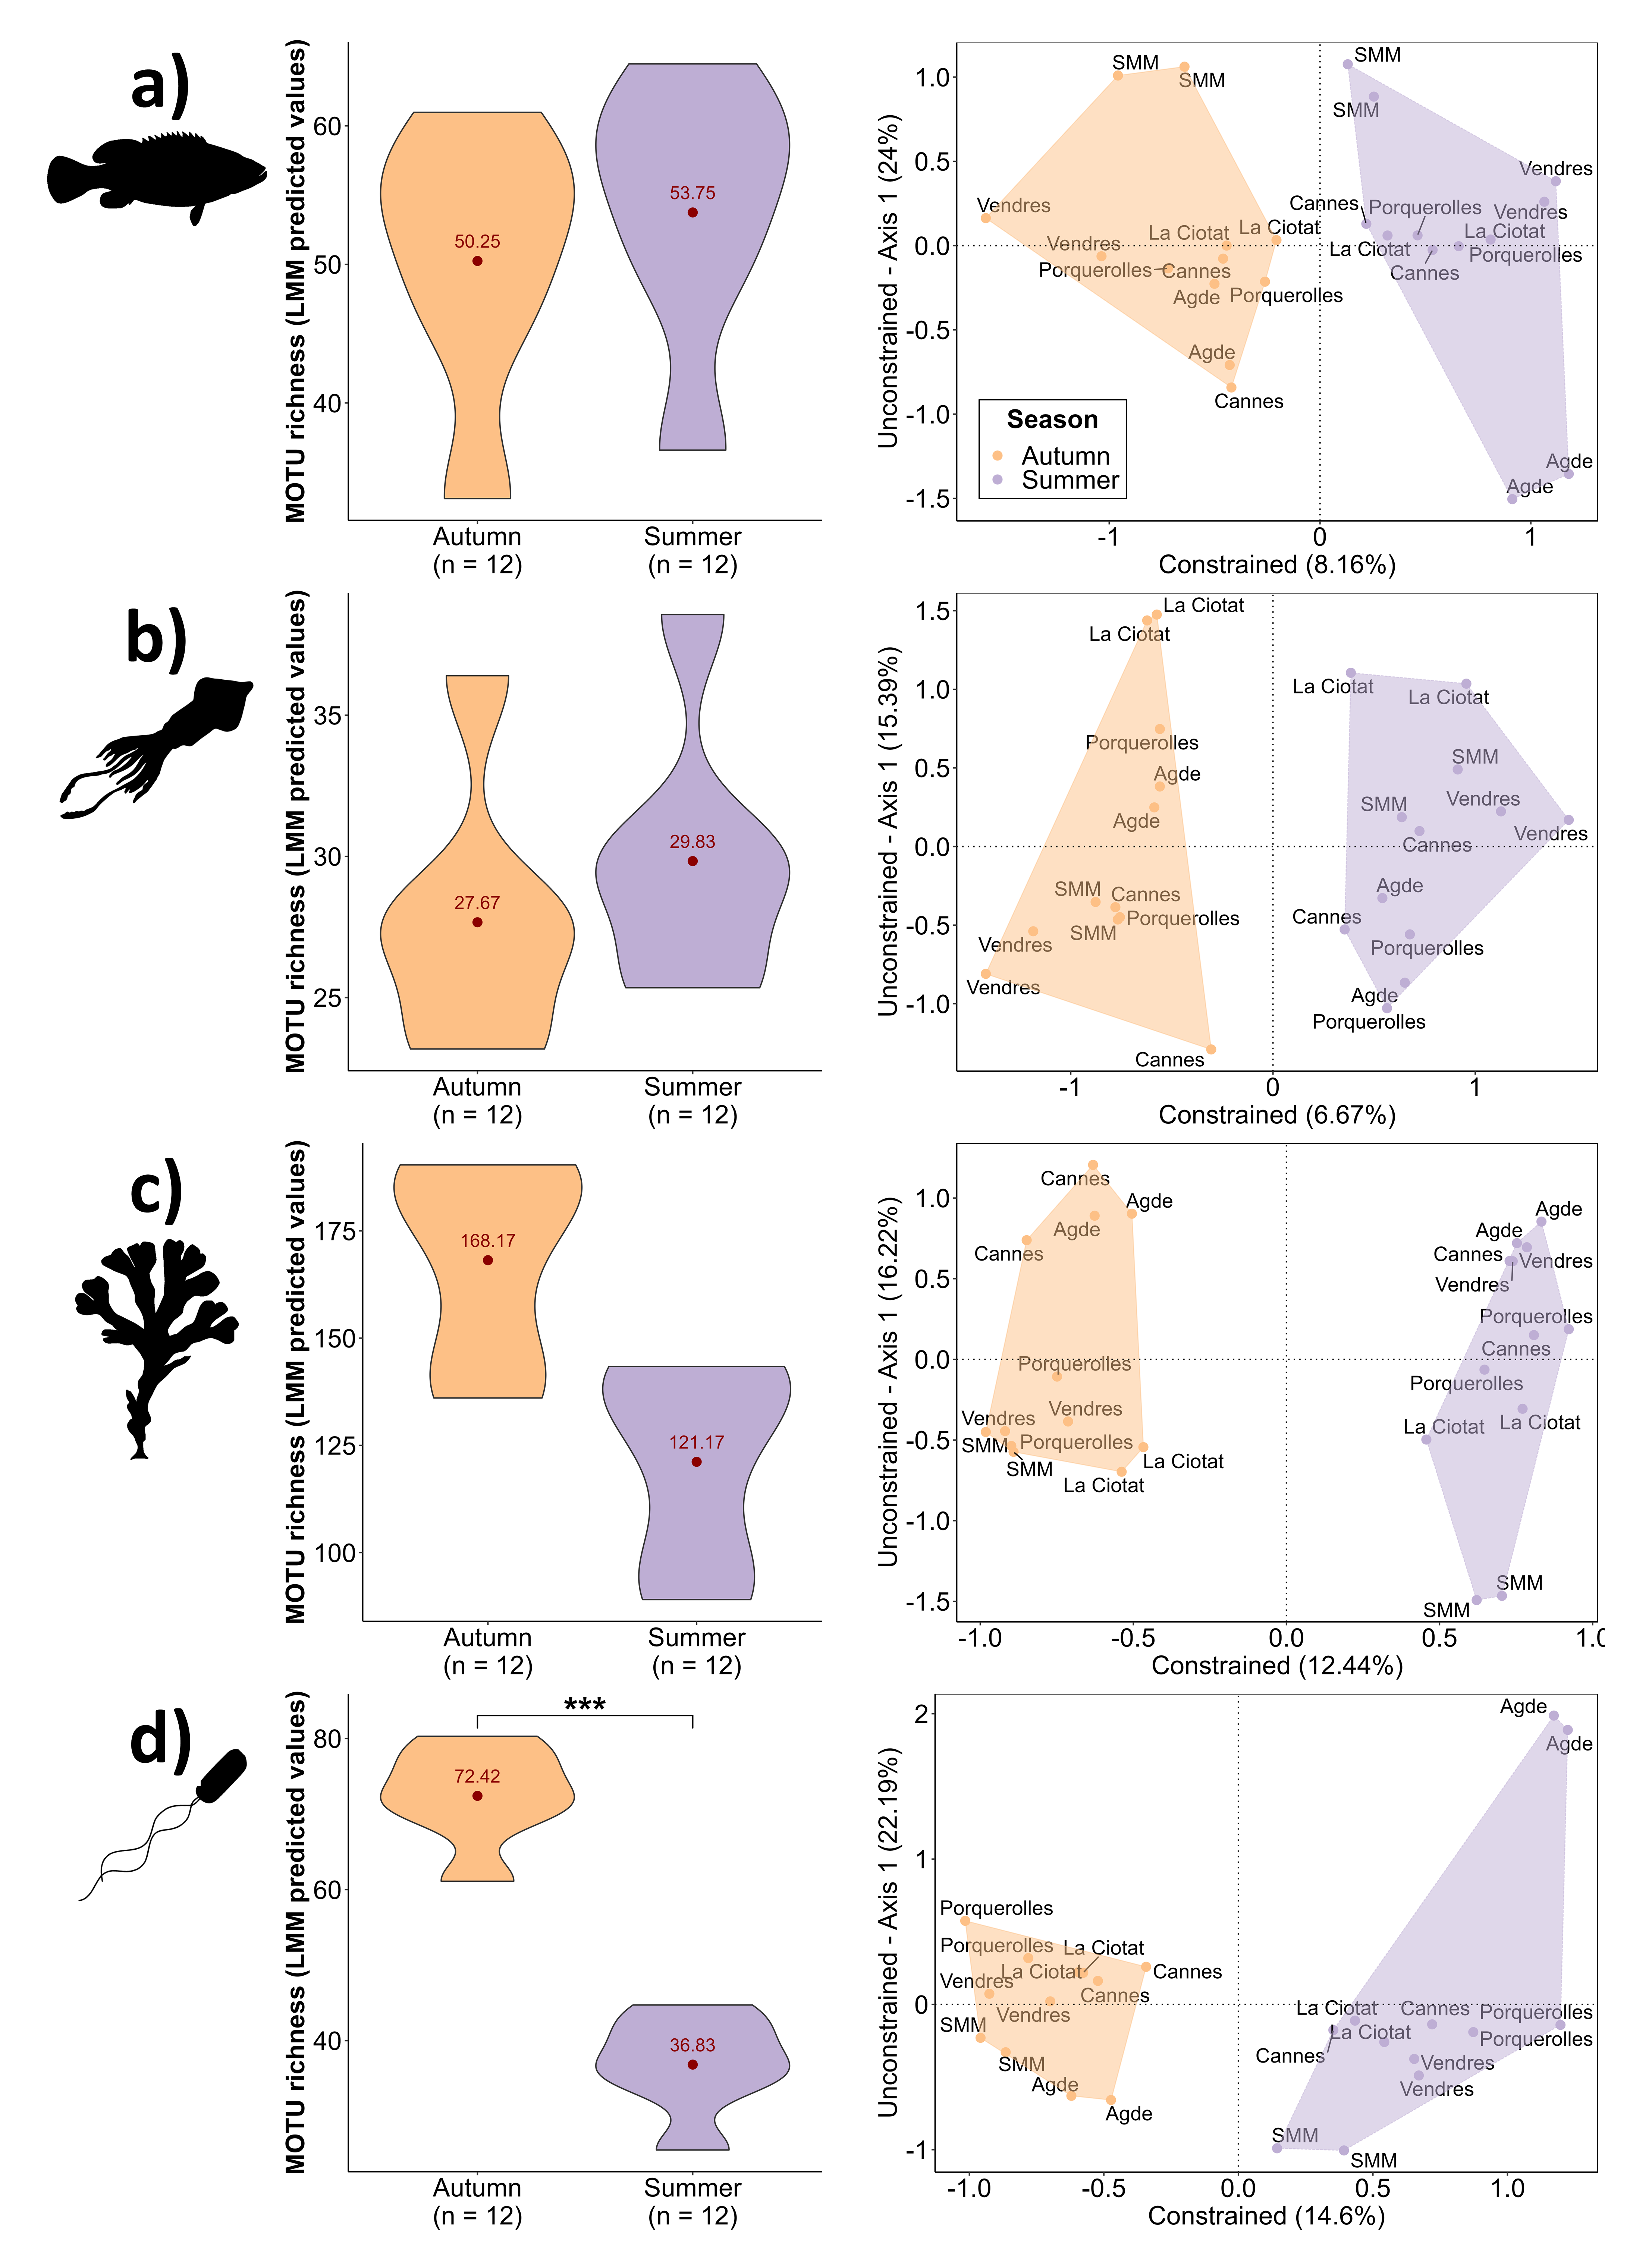 a)
MOTU richness (LMM predicted values)
60
50
40
50.25
53.75
Autumn
(n = 12)
Summer
(n = 12)
Unconstrained - Axis 1 (24%)
1.0
0.5
0.0
-0.5
-1.0
-1.5
SMM
SMM
SMM
SMM
Vendres
Vendres
Cannes
Porquerolles
Vendres
Vendres
La Ciotat
La Ciotat
La Ciotat
La Ciotat
Porquerolles
Porquerolles
Cannes
Cannes
Agde
Porquerolles
Agde
Cannes
Agde
Agde
Season
Autumn
Summer
-1
0
1
Constrained (8.16%)
b)
MOTU richness (LMM predicted values)
35
30
25
27.67
29.83
Autumn
(n = 12)
Summer
(n = 12)
Unconstrained - Axis 1 (15.39%)
1.5
1.0
0.5
0.0
-0.5
-1.0
La Ciotat
La Ciotat
La Ciotat
La Ciotat
Porquerolles
Agde
Agde
SMM
Vendres
SMM
Vendres
Cannes
SMM
Cannes
Porquerolles
SMM
Vendres
Vendres
Agde
Cannes
Porquerolles
Agde
Porquerolles
Cannes
-1
0
1
Constrained (6.67%)
c)
MOTU richness (LMM predicted values)
175
150
125
100
168.17
121.17
Autumn
(n = 12)
Summer
(n = 12)
Unconstrained - Axis 1 (16.22%)
1.0
0.5
0.0
-0.5
-1.0
-1.5
Cannes
Agde
Agde
Cannes
Agde
Agde
Cannes
Vendres
Vendres
Porquerolles
Cannes
Porquerolles
Porquerolles
Vendres
Vendres
SMM
Porquerolles
SMM
La Ciotat
La Ciotat
La Ciotat
La Ciotat
SMM
SMM
-1.0
-0.5
0.0
0.5
1.0
Constrained (12.44%)
d)
MOTU richness (LMM predicted values)
80
60
40
***
72.42
36.83
Autumn
(n = 12)
Summer
(n = 12)
Unconstrained - Axis 1 (22.19%)
2
1
0
-1
Agde
Agde
Porquerolles
Porquerolles
La Ciotat
La Ciotat
Cannes
Vendres
Cannes
Vendres
SMM
SMM
Agde
Agde
La Ciotat
Cannes
Porquerolles
La Ciotat
Porquerolles
Cannes
Vendres
Vendres
SMM
SMM
-1.0
-0.5
0.0
0.5
1.0
Constrained (14.6%)